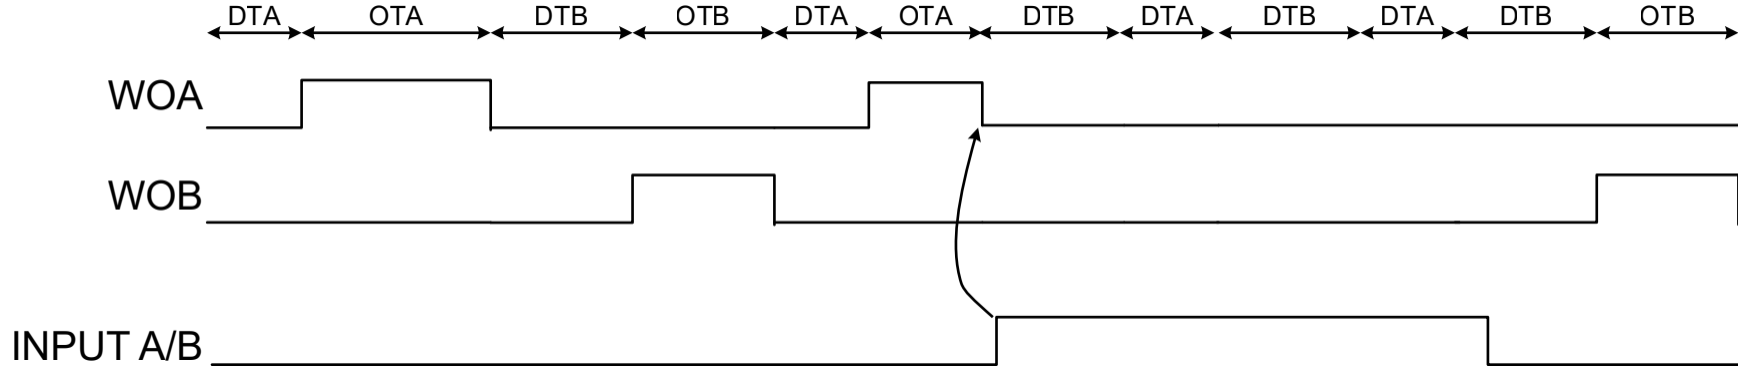 DTA OTA DTB OTB DTA OTA DTB DTA DTB DTA DTB OTB
WOA
WOB
INPUT A/B